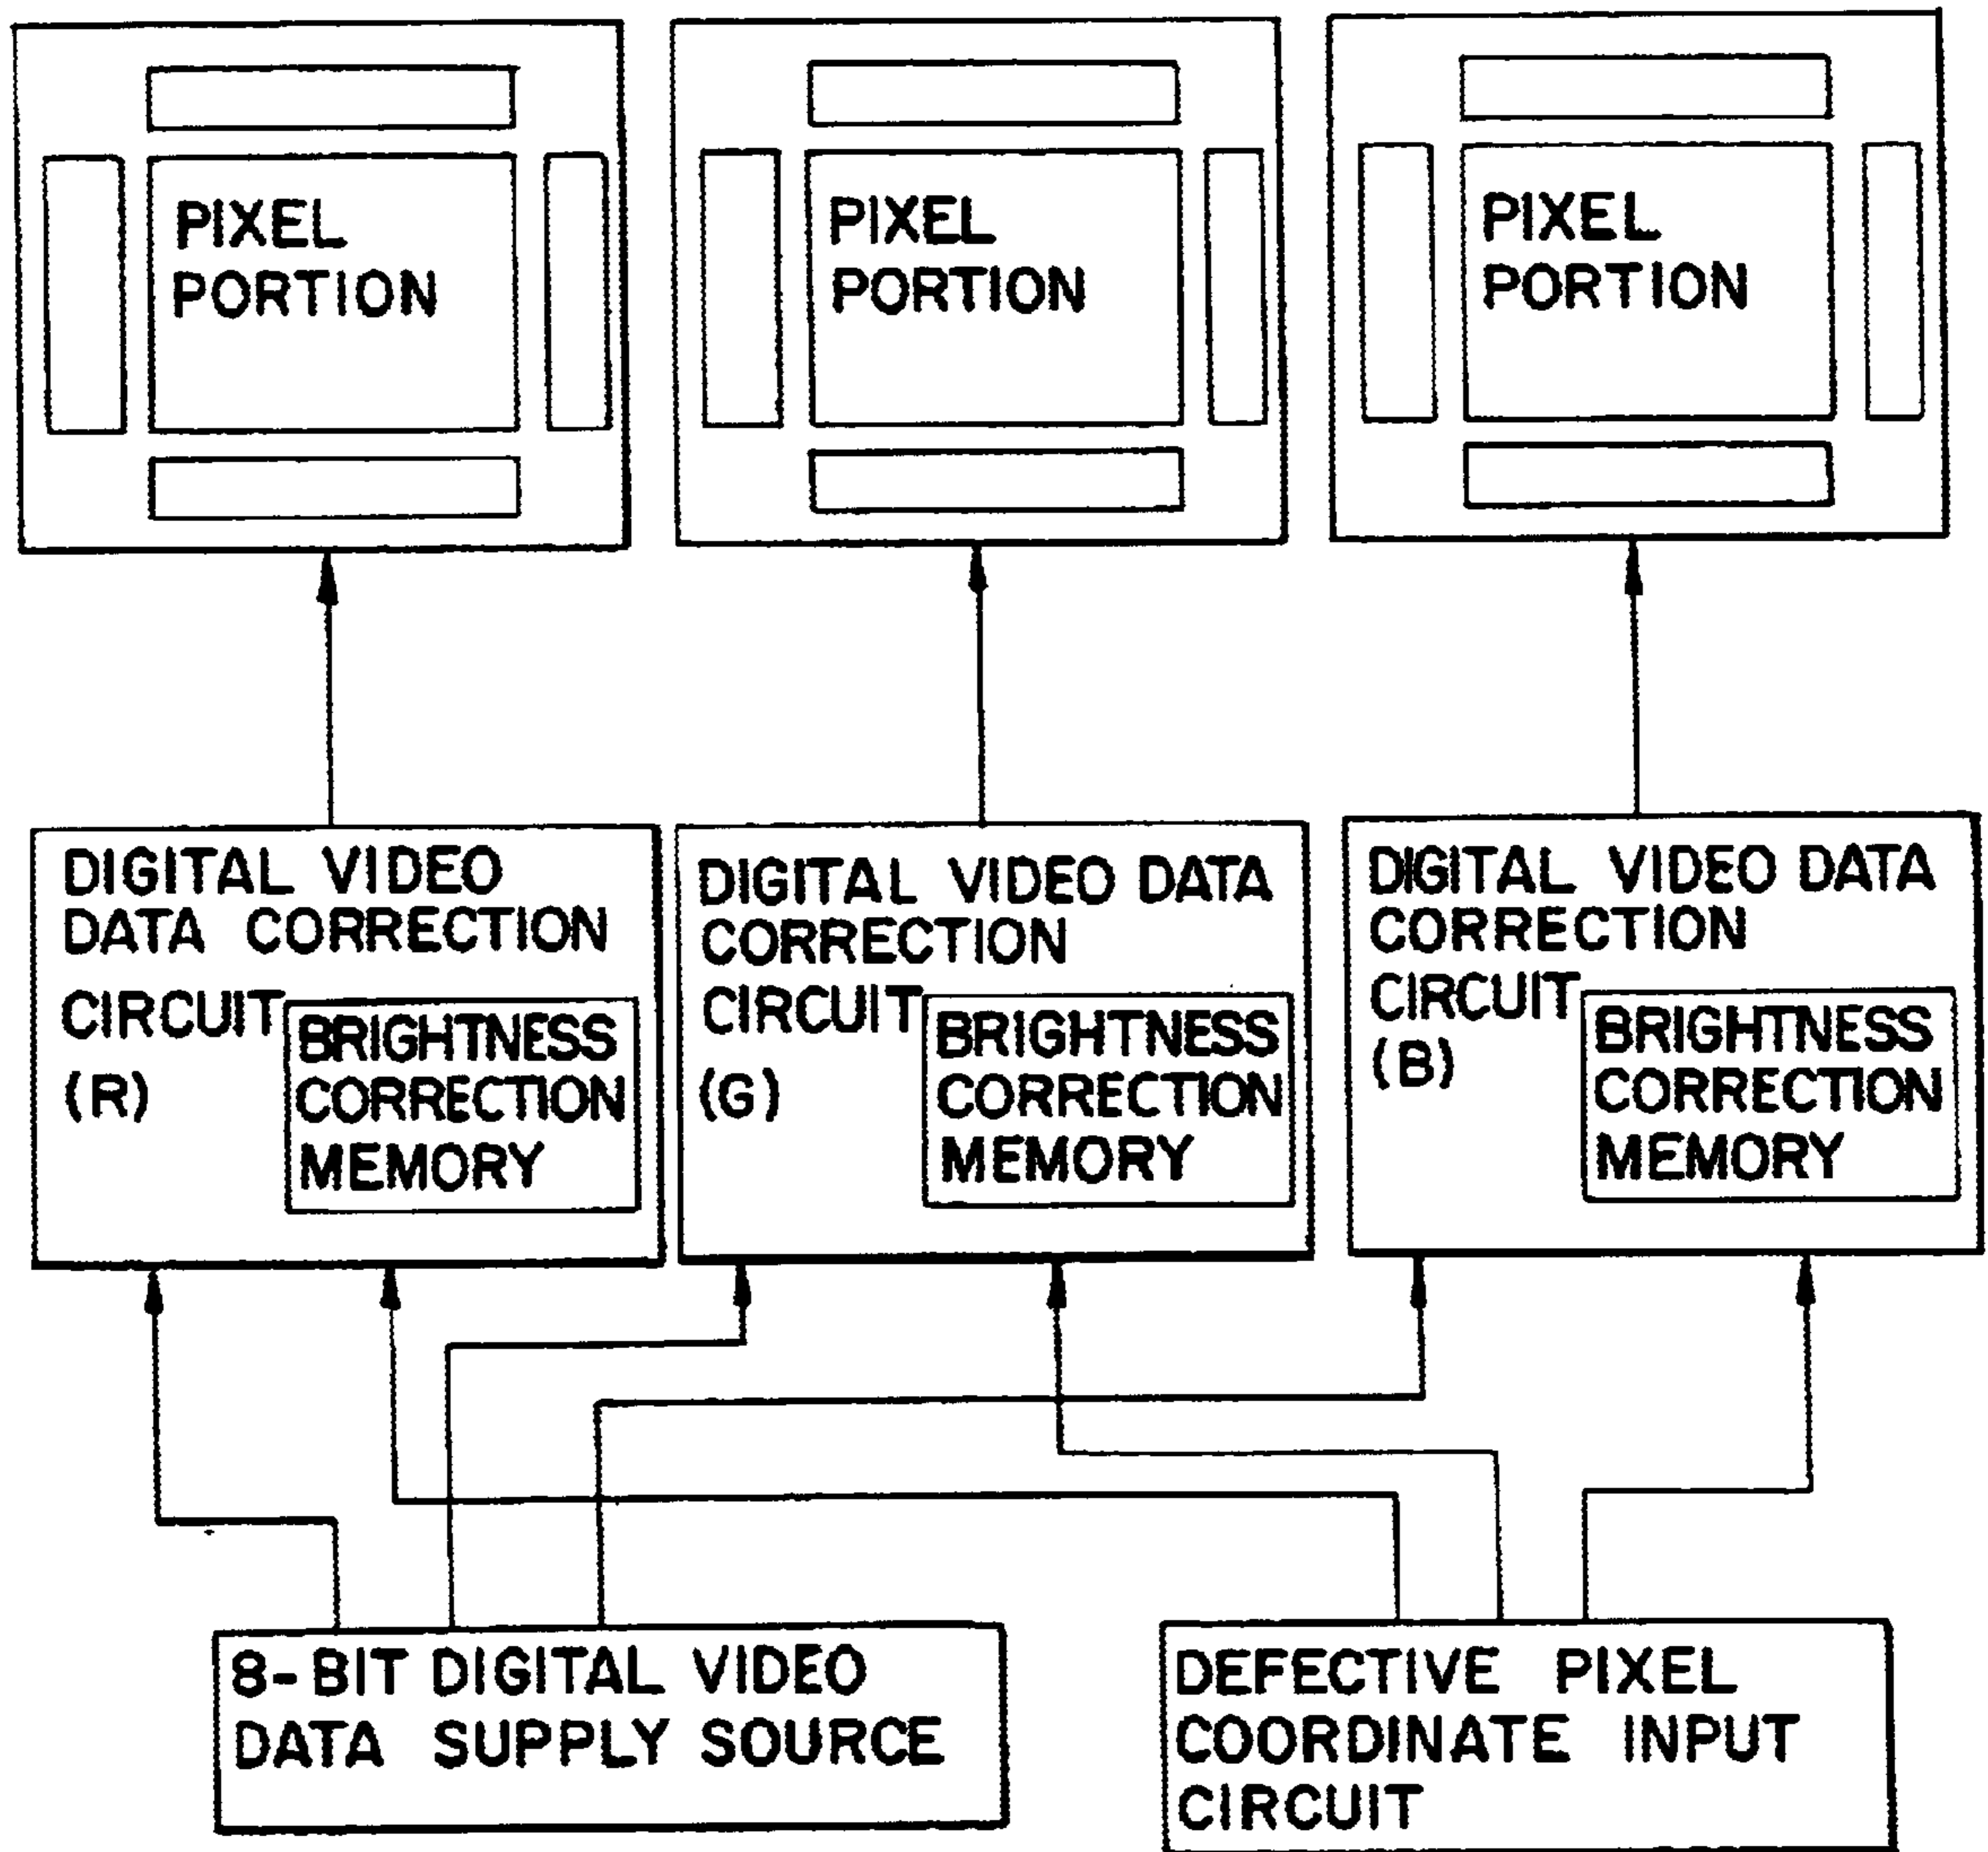 PIXEL
PORTION
PIXEL
PORTION
PIXEL
PORTION
DIGITAL VIDEO
DATA CORRECTION
CIRCUIT
(R)
BRIGHTNESS
CORRECTION
MEMORY
DIGITAL VIDEO DATA
CORRECTION
CIRCUIT
(G)
BRIGHTNESS
CORRECTION
MEMORY
DIGITAL VIDEO DATA
CORRECTION
CIRCUIT
(B)
BRIGHTNESS
CORRECTION
MEMORY
8-BIT DIGITAL VIDEO
DATA SUPPLY SOURCE
DEFECTIVE PIXEL
COORDINATE INPUT
CIRCUIT